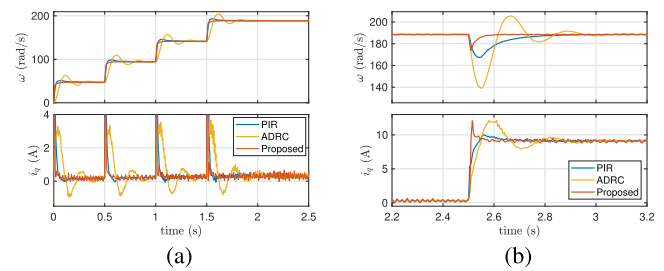 200
100
0
ω (rad/s)
4
2
0
i_q (A)
PIR
ADRC
Proposed
0 0.5 1 1.5 2 2.5
time (s)
(a)
200
180
160
140
ω (rad/s)
10
5
0
i_q (A)
PIR
ADRC
Proposed
2.2 2.4 2.6 2.8 3 3.2
time (s)
(b)